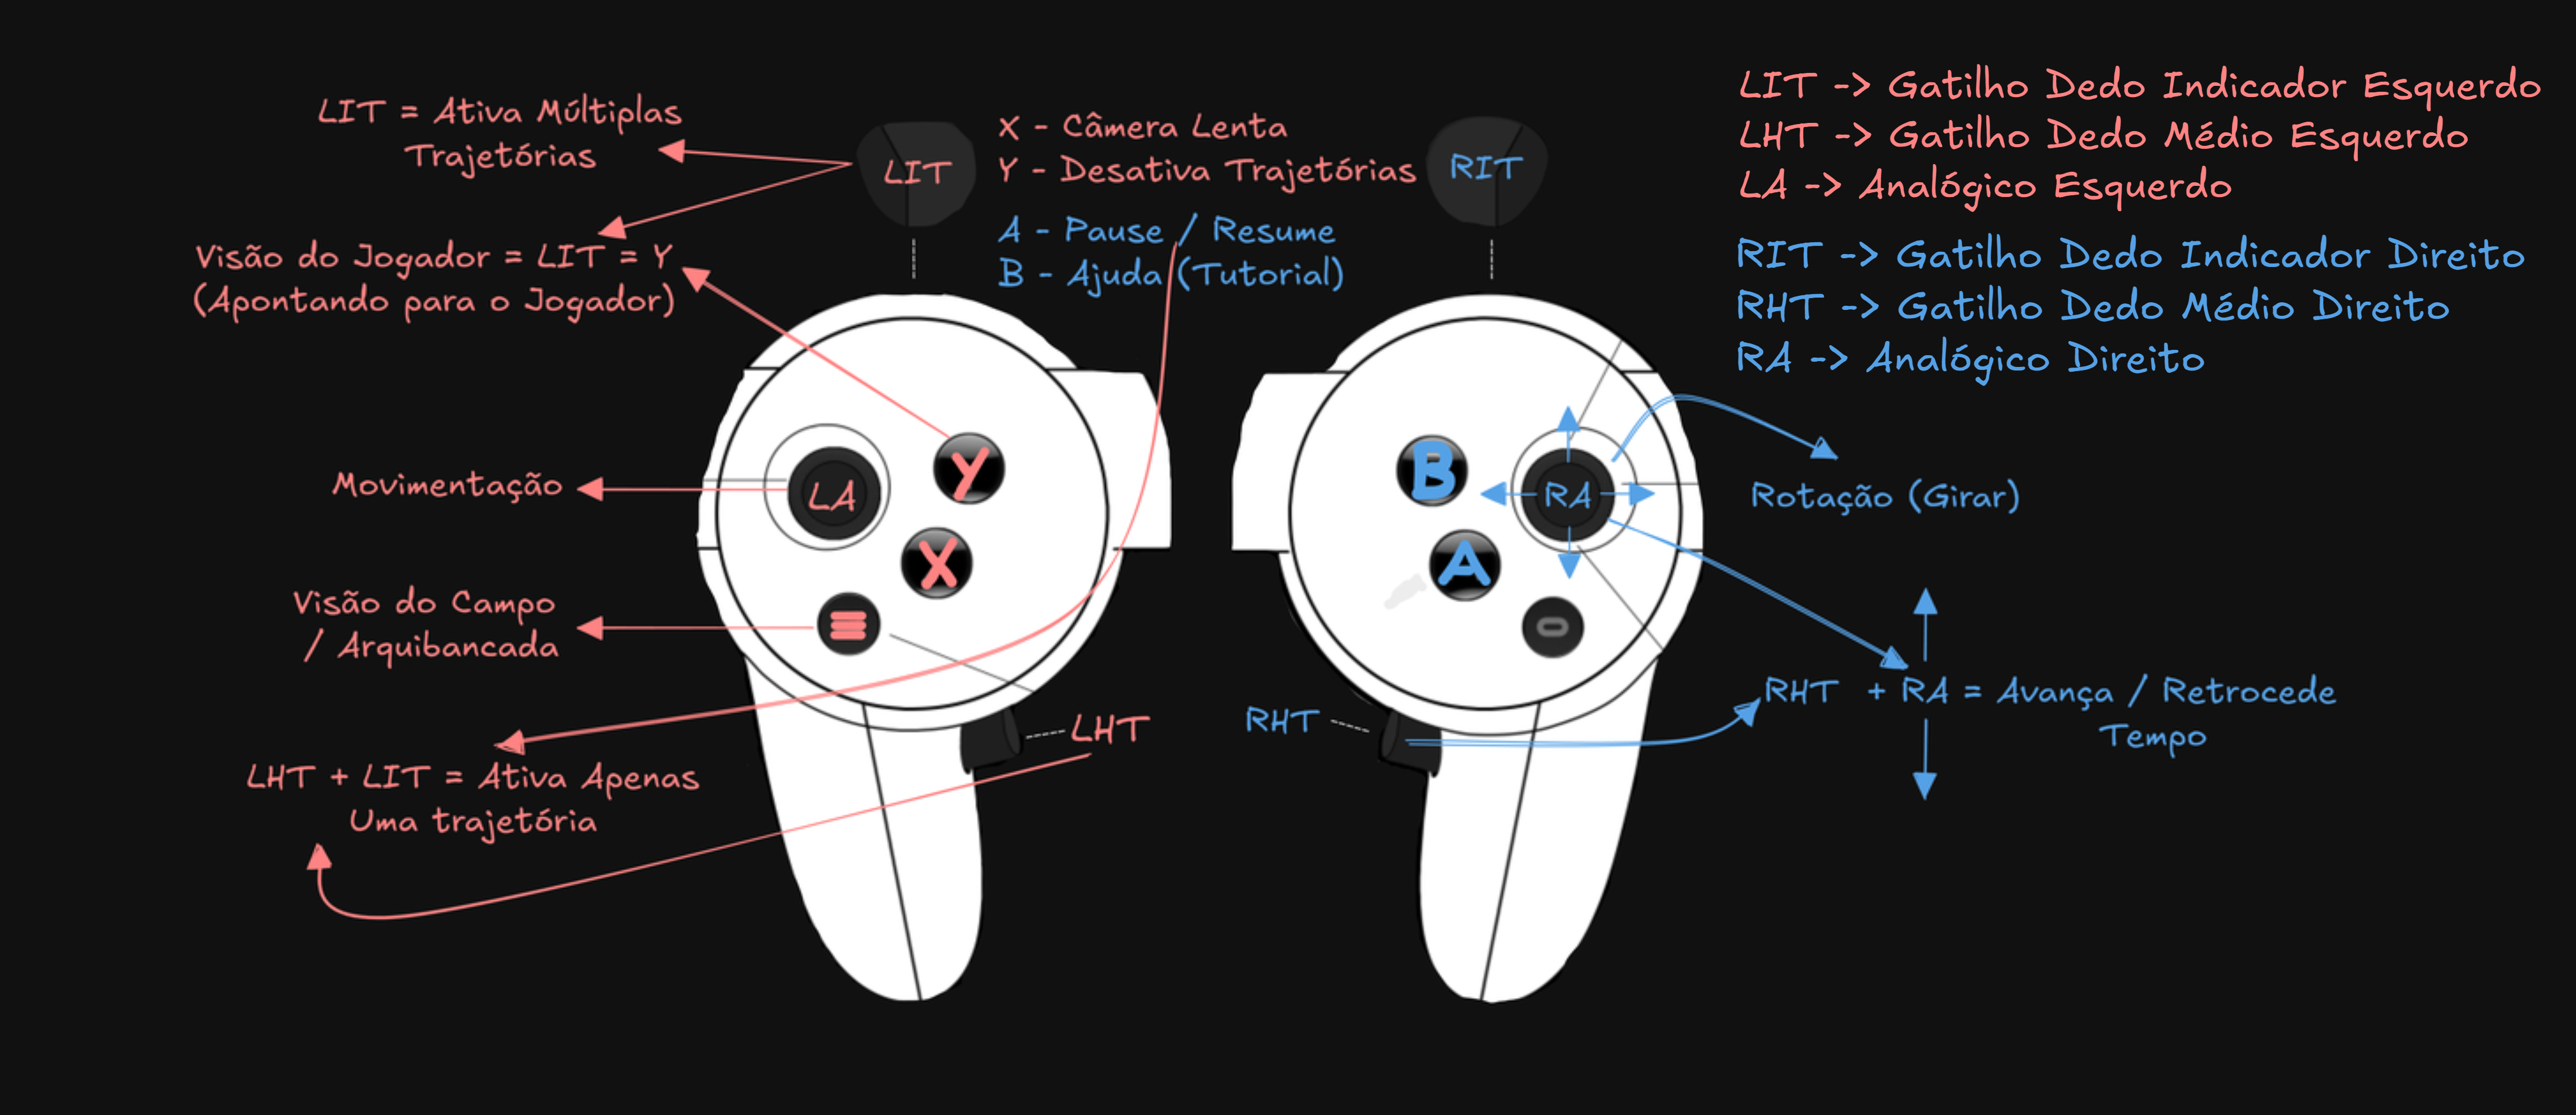 LIT = Ativa Múltiplas
Trajetórias
Visão do Jogador = LIT = Y
(Apontando para o Jogador)
Movimentação
Visão do Campo
/ Arquibancada
LHT + LIT = Ativa Apenas
Uma trajetória
LIT
X - Câmera Lenta
Y - Desativa Trajetórias
A - Pause / Resume
B - Ajuda (Tutorial)
RIT
LA
Y
X
LHT
B
A
RA
RHT
LIT -> Gatilho Dedo Indicador Esquerdo
LHT -> Gatilho Dedo Médio Esquerdo
LA -> Analógico Esquerdo
RIT -> Gatilho Dedo Indicador Direito
RHT -> Gatilho Dedo Médio Direito
RA -> Analógico Direito
Rotação (Girar)
RHT + RA = Avança / Retrocede
Tempo